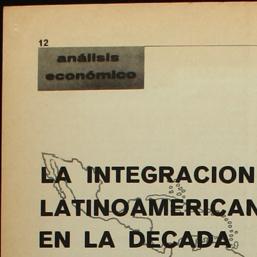 12
análisis
económico
LA INTEGRACION
LATINOAMERICAN
EN LA DECADA